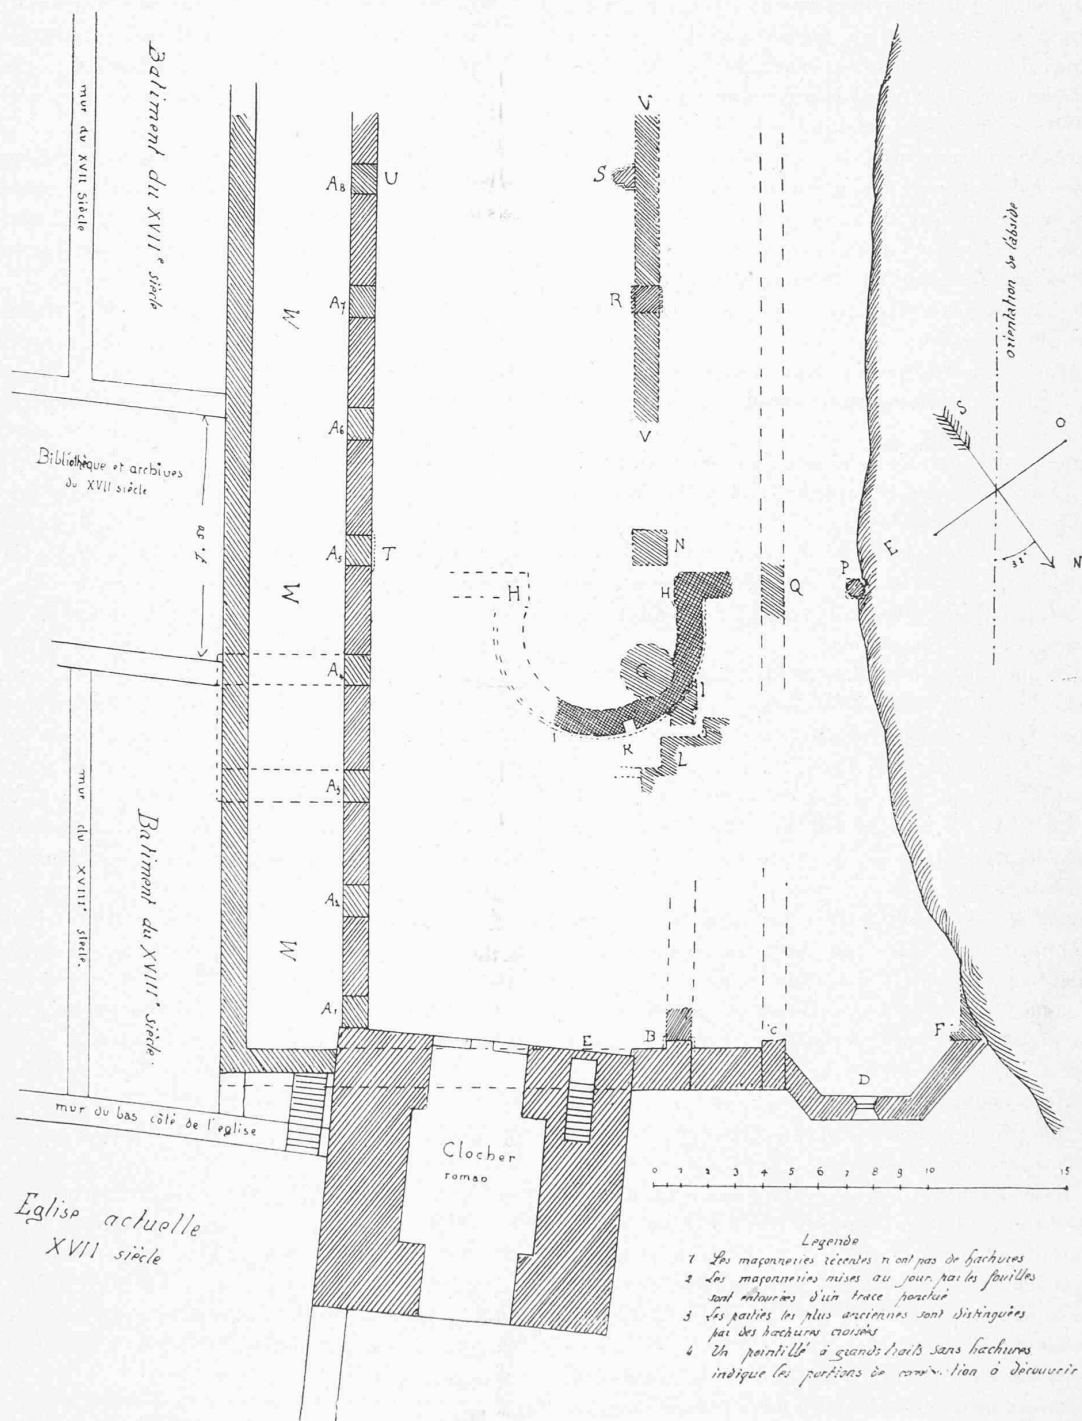 Batiment du XVIIe siècle
mur du XVII Siècle
V
S
A8
U
W
A7
R
orientation de l'abside
S
O
A6
V
Bibliothèque et archives
du XVII siècle
A5
T
N
E
N
32°
W
H
H
P
Q
A4
G
J
I
K
L
A3
mur du XVIIIe siècle.
Batiment du XVIIIe siècle.
A2
W
A1
B
C
E
F
D
mur du bas côté de l'eglise
Clocher
roman
0 1 2 3 4 5 6 7 8 9 10 15
Eglise actuelle
XVII siècle
Legende
1 Les maçonneries récentes n'ont pas de hachures
2 Les maçonneries mises au jour par les fouilles
sont entourées d'un tracé ponctué
3 Les parties les plus anciennes sont distinguées
par des hachures croisées
4 Un pointillé à grands traits sans hachures
indique les portions de à découvrir